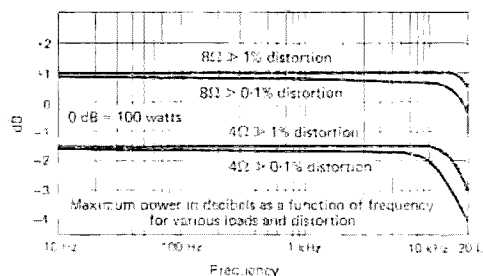 +2
8Ω > 1% distortion
+1
8Ω > 0·1% distortion
0
dB
0 dB = 100 watts
−1
4Ω > 1% distortion
−2
4Ω > 0·1% distortion
−3
Maximum power in decibels as a function of frequency
for various loads and distortion
−4
10 Hz 100 Hz 1 kHz 10 kHz 20
Frequency